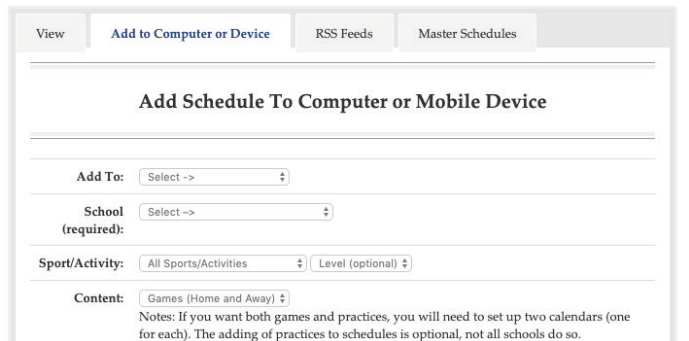 View Add to Computer or Device RSS Feeds Master Schedules
Add Schedule To Computer or Mobile Device
Add To: Select ->
School (required): Select –>
Sport/Activity: All Sports/Activities Level (optional)
Content: Games (Home and Away)
Notes: If you want both games and practices, you will need to set up two calendars (one
for each). The adding of practices to schedules is optional, not all schools do so.